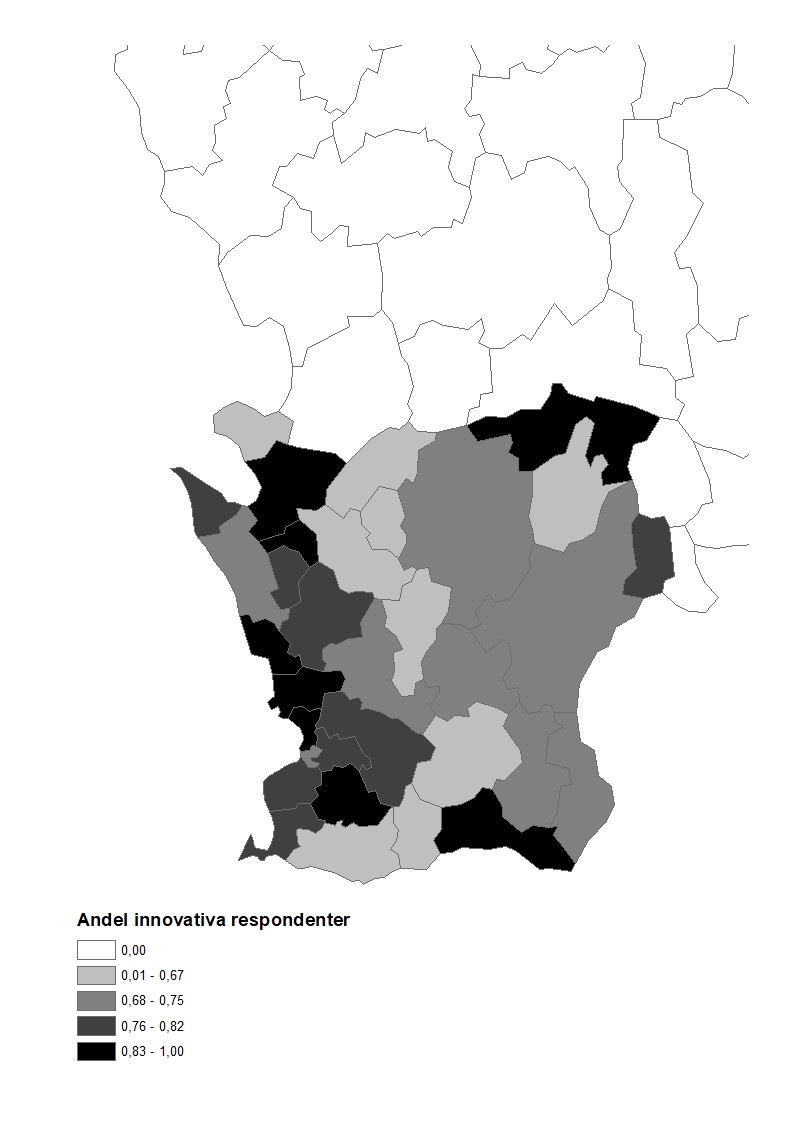 Andel innovativa respondenter
0,00
0,01 - 0,67
0,68 - 0,75
0,76 - 0,82
0,83 - 1,00